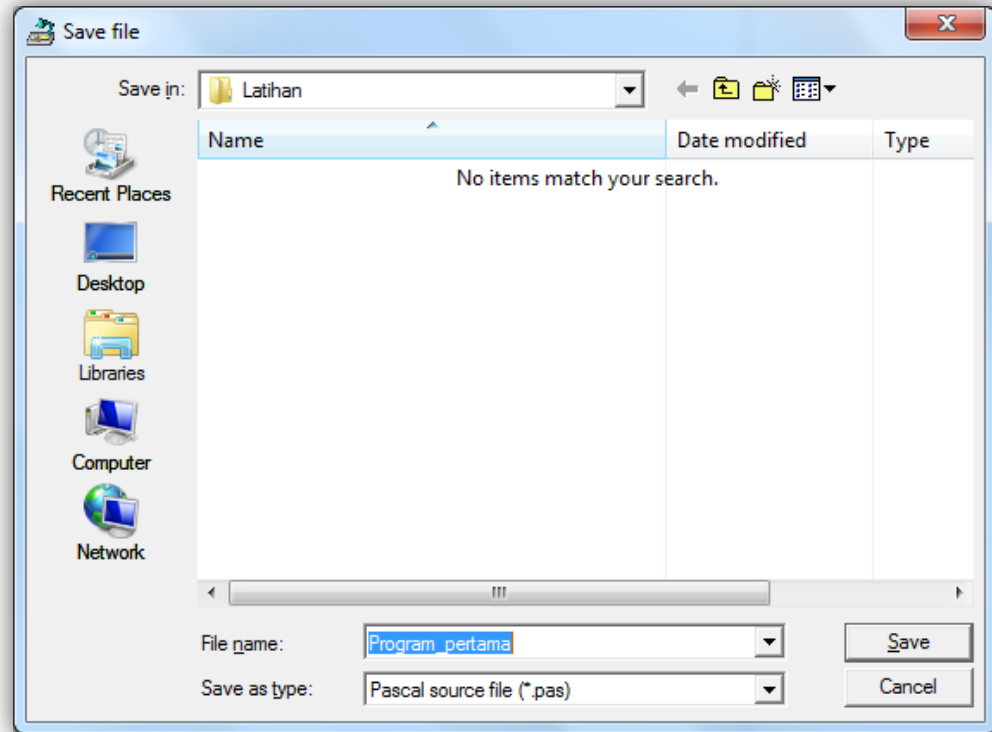 Save file
Save in: Latihan
Name Date modified Type
No items match your search.
Recent Places
Desktop
Libraries
Computer
Network
File name: Program_pertama Save
Save as type: Pascal source file (*.pas) Cancel